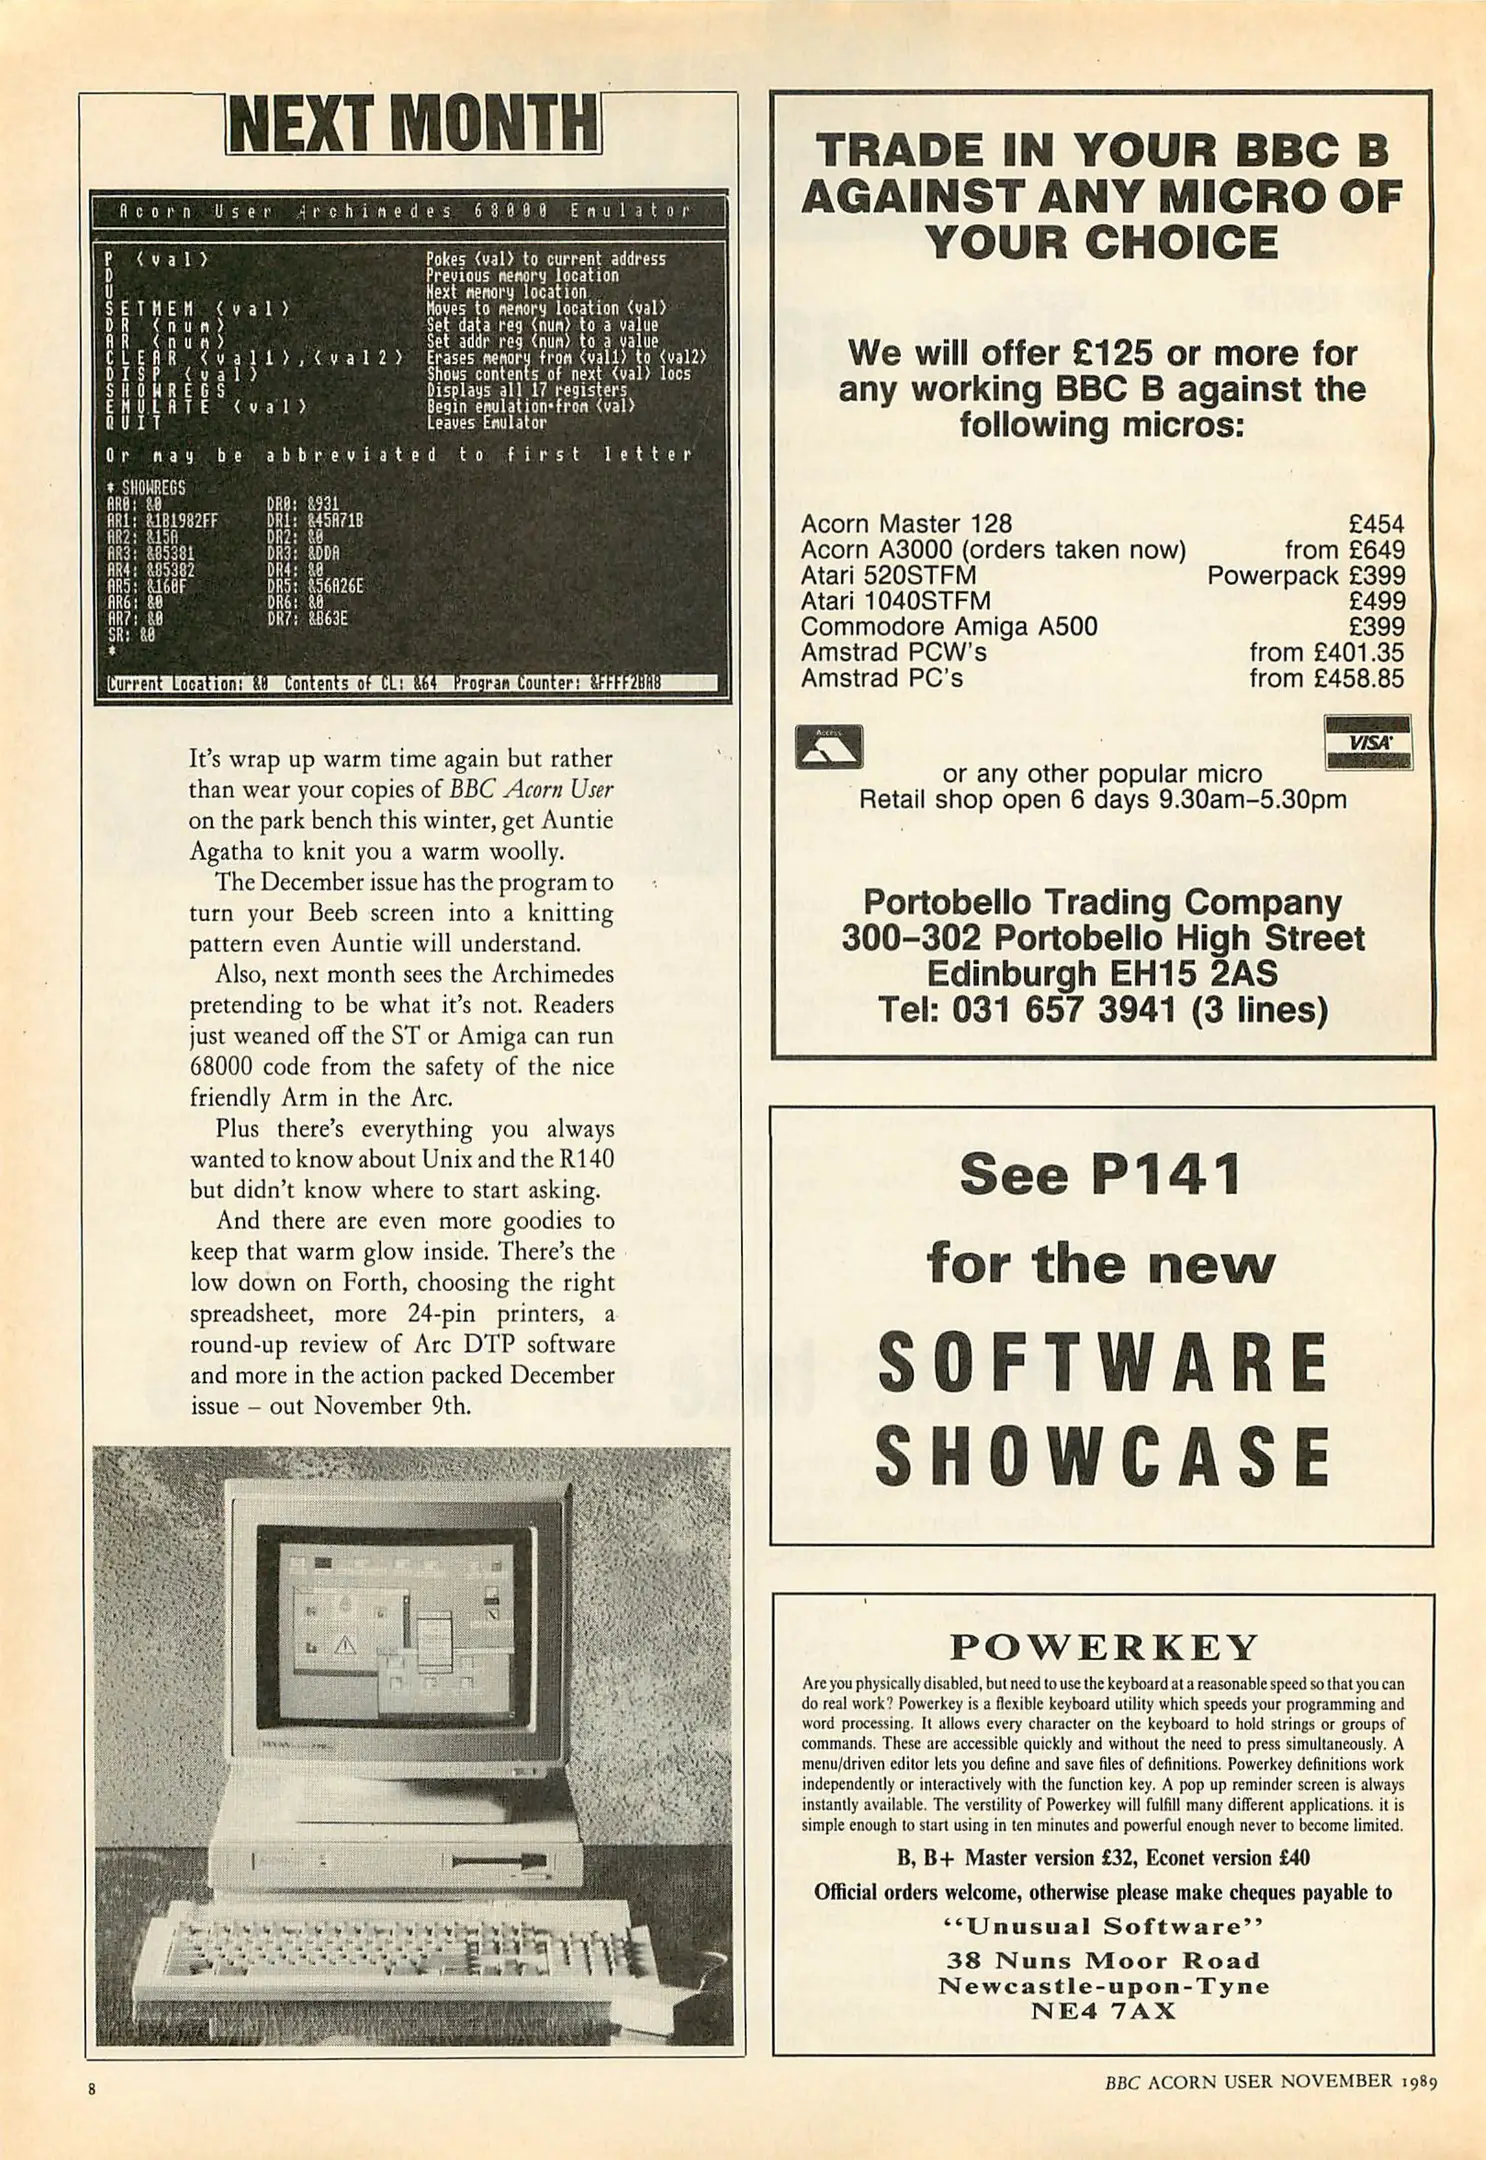 NEXT MONTH
Acorn User Archimedes 68000 Emulator
P <val> Pokes <val> to current address
D Previous memory location
U Next memory location
SETMEM <val> Moves to memory location <val>
DR <num> Set data reg <num> to a value
AR <num> Set addr reg <num> to a value
CLEAR <val1>,<val2> Erases memory from <val1> to <val2>
DISP <val> Shows contents of next <val> locs
SHOWREGS Displays all 17 registers
EMULATE <val> Begin emulation from <val>
QUIT Leaves Emulator
Or may be abbreviated to first letter
* SHOWREGS
AR0: &0 DR0: &931
AR1: &1B1982FF DR1: &45A71B
AR2: &15A DR2: &0
AR3: &85381 DR3: &DDA
AR4: &85382 DR4: &0
AR5: &160F DR5: &56A26E
AR6: &0 DR6: &0
AR7: &0 DR7: &B63E
SR: &0
*
Current Location: &0 Contents of CL: &64 Program Counter: &FFFF2BA8
It's wrap up warm time again but rather
than wear your copies of BBC Acorn User
on the park bench this winter, get Auntie
Agatha to knit you a warm woolly.
The December issue has the program to
turn your Beeb screen into a knitting
pattern even Auntie will understand.
Also, next month sees the Archimedes
pretending to be what it's not. Readers
just weaned off the ST or Amiga can run
68000 code from the safety of the nice
friendly Arm in the Arc.
Plus there's everything you always
wanted to know about Unix and the R140
but didn't know where to start asking.
And there are even more goodies to
keep that warm glow inside. There's the
low down on Forth, choosing the right
spreadsheet, more 24-pin printers, a
round-up review of Arc DTP software
and more in the action packed December
issue – out November 9th.
8
TRADE IN YOUR BBC B
AGAINST ANY MICRO OF
YOUR CHOICE
We will offer £125 or more for
any working BBC B against the
following micros:
Acorn Master 128 £454
Acorn A3000 (orders taken now) from £649
Atari 520STFM Powerpack £399
Atari 1040STFM £499
Commodore Amiga A500 £399
Amstrad PCW's from £401.35
Amstrad PC's from £458.85
Access
VISA
or any other popular micro
Retail shop open 6 days 9.30am–5.30pm
Portobello Trading Company
300–302 Portobello High Street
Edinburgh EH15 2AS
Tel: 031 657 3941 (3 lines)
See P141
for the new
SOFTWARE
SHOWCASE
POWERKEY
Are you physically disabled, but need to use the keyboard at a reasonable speed so that you can
do real work? Powerkey is a flexible keyboard utility which speeds your programming and
word processing. It allows every character on the keyboard to hold strings or groups of
commands. These are accessible quickly and without the need to press simultaneously. A
menu/driven editor lets you define and save files of definitions. Powerkey definitions work
independently or interactively with the function key. A pop up reminder screen is always
instantly available. The verstility of Powerkey will fulfill many different applications. it is
simple enough to start using in ten minutes and powerful enough never to become limited.
B, B+ Master version £32, Econet version £40
Official orders welcome, otherwise please make cheques payable to
“Unusual Software”
38 Nuns Moor Road
Newcastle-upon-Tyne
NE4 7AX
BBC ACORN USER NOVEMBER 1989